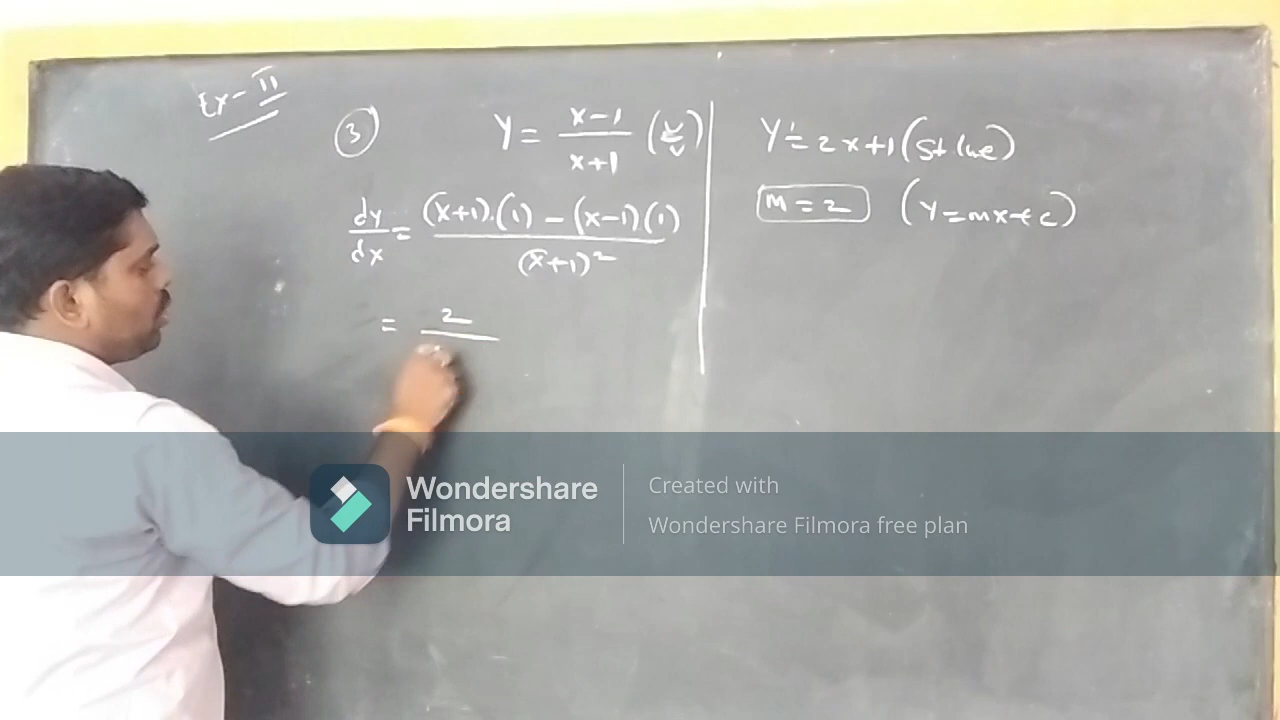 Ex - II
3
y = x-1 / x+1 (u/v)
dy/dx = (x+1).(1) - (x-1)(1) / (x+1)²
= 2 /
y = 2x+1 (st line)
m = 2 (y = mx+c)
Wondershare
Filmora
Created with
Wondershare Filmora free plan